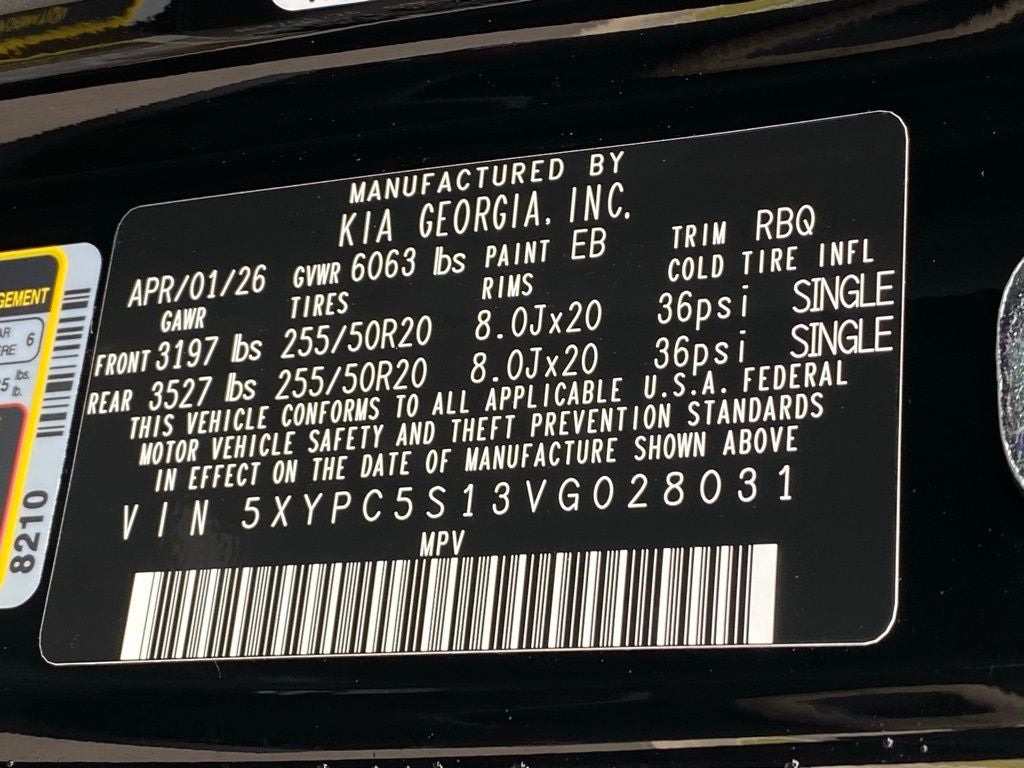 MANUFACTURED BY
KIA GEORGIA, INC.
APR/01/26 GVWR 6063 lbs PAINT EB TRIM RBQ
GAWR TIRES RIMS COLD TIRE INFL
FRONT 3197 lbs 255/50R20 8.0Jx20 36psi SINGLE
REAR 3527 lbs 255/50R20 8.0Jx20 36psi SINGLE
THIS VEHICLE CONFORMS TO ALL APPLICABLE U.S.A. FEDERAL
MOTOR VEHICLE SAFETY AND THEFT PREVENTION STANDARDS
IN EFFECT ON THE DATE OF MANUFACTURE SHOWN ABOVE
VIN 5XYPC5S13VG028031
MPV
8210